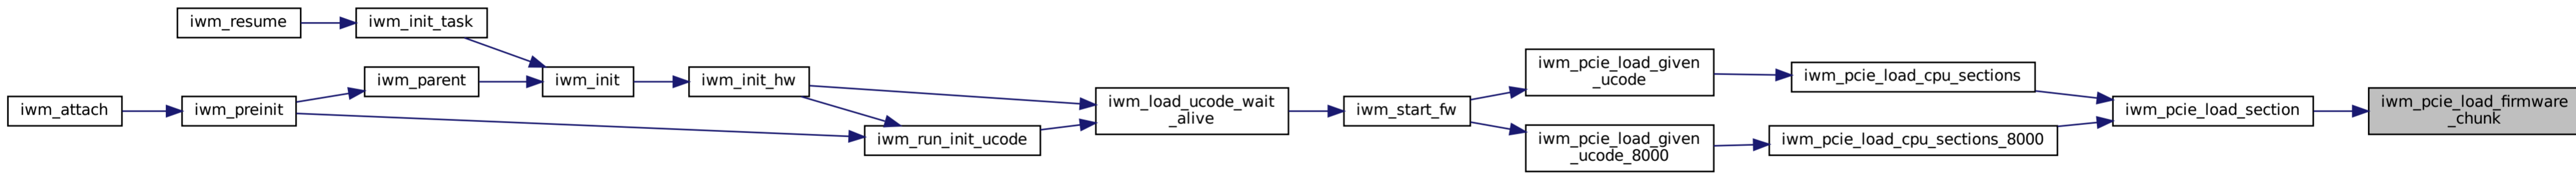 iwm_resume
iwm_init_task
iwm_attach
iwm_preinit
iwm_parent
iwm_init
iwm_init_hw
iwm_run_init_ucode
iwm_load_ucode_wait
_alive
iwm_start_fw
iwm_pcie_load_given
_ucode
iwm_pcie_load_given
_ucode_8000
iwm_pcie_load_cpu_sections
iwm_pcie_load_cpu_sections_8000
iwm_pcie_load_section
iwm_pcie_load_firmware
_chunk